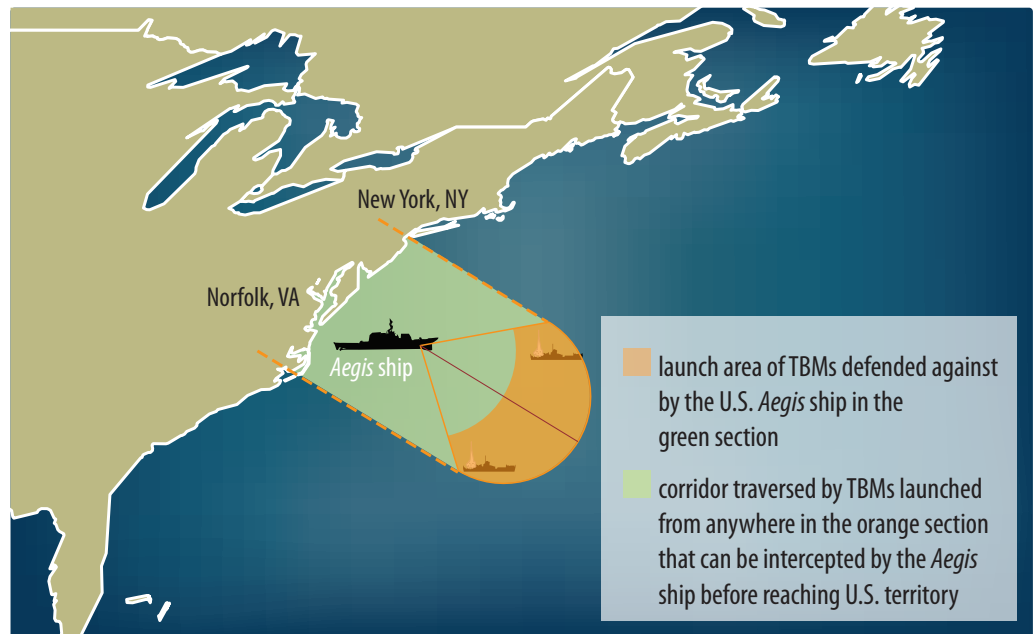 New York, NY
Norfolk, VA
Aegis ship
launch area of TBMs defended against
by the U.S. Aegis ship in the
green section
corridor traversed by TBMs launched
from anywhere in the orange section
that can be intercepted by the Aegis
ship before reaching U.S. territory